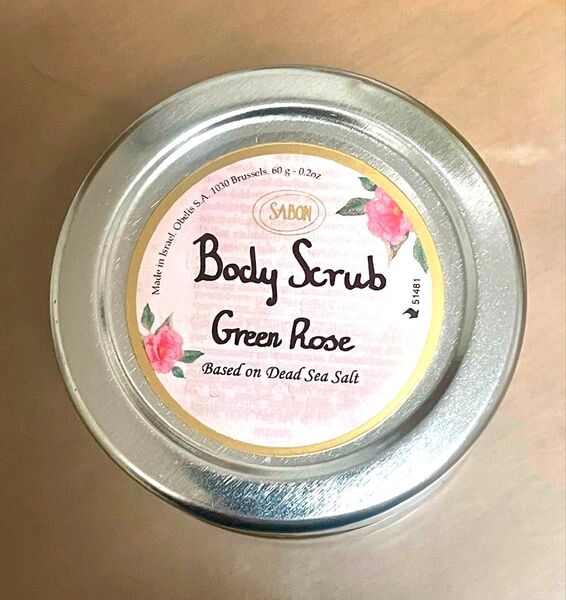 Made in Israel. Obelis S.A. 1030 Brussels. 60 g - 0.2oz
SABON
Body Scrub
Green Rose
Based on Dead Sea Salt
51481